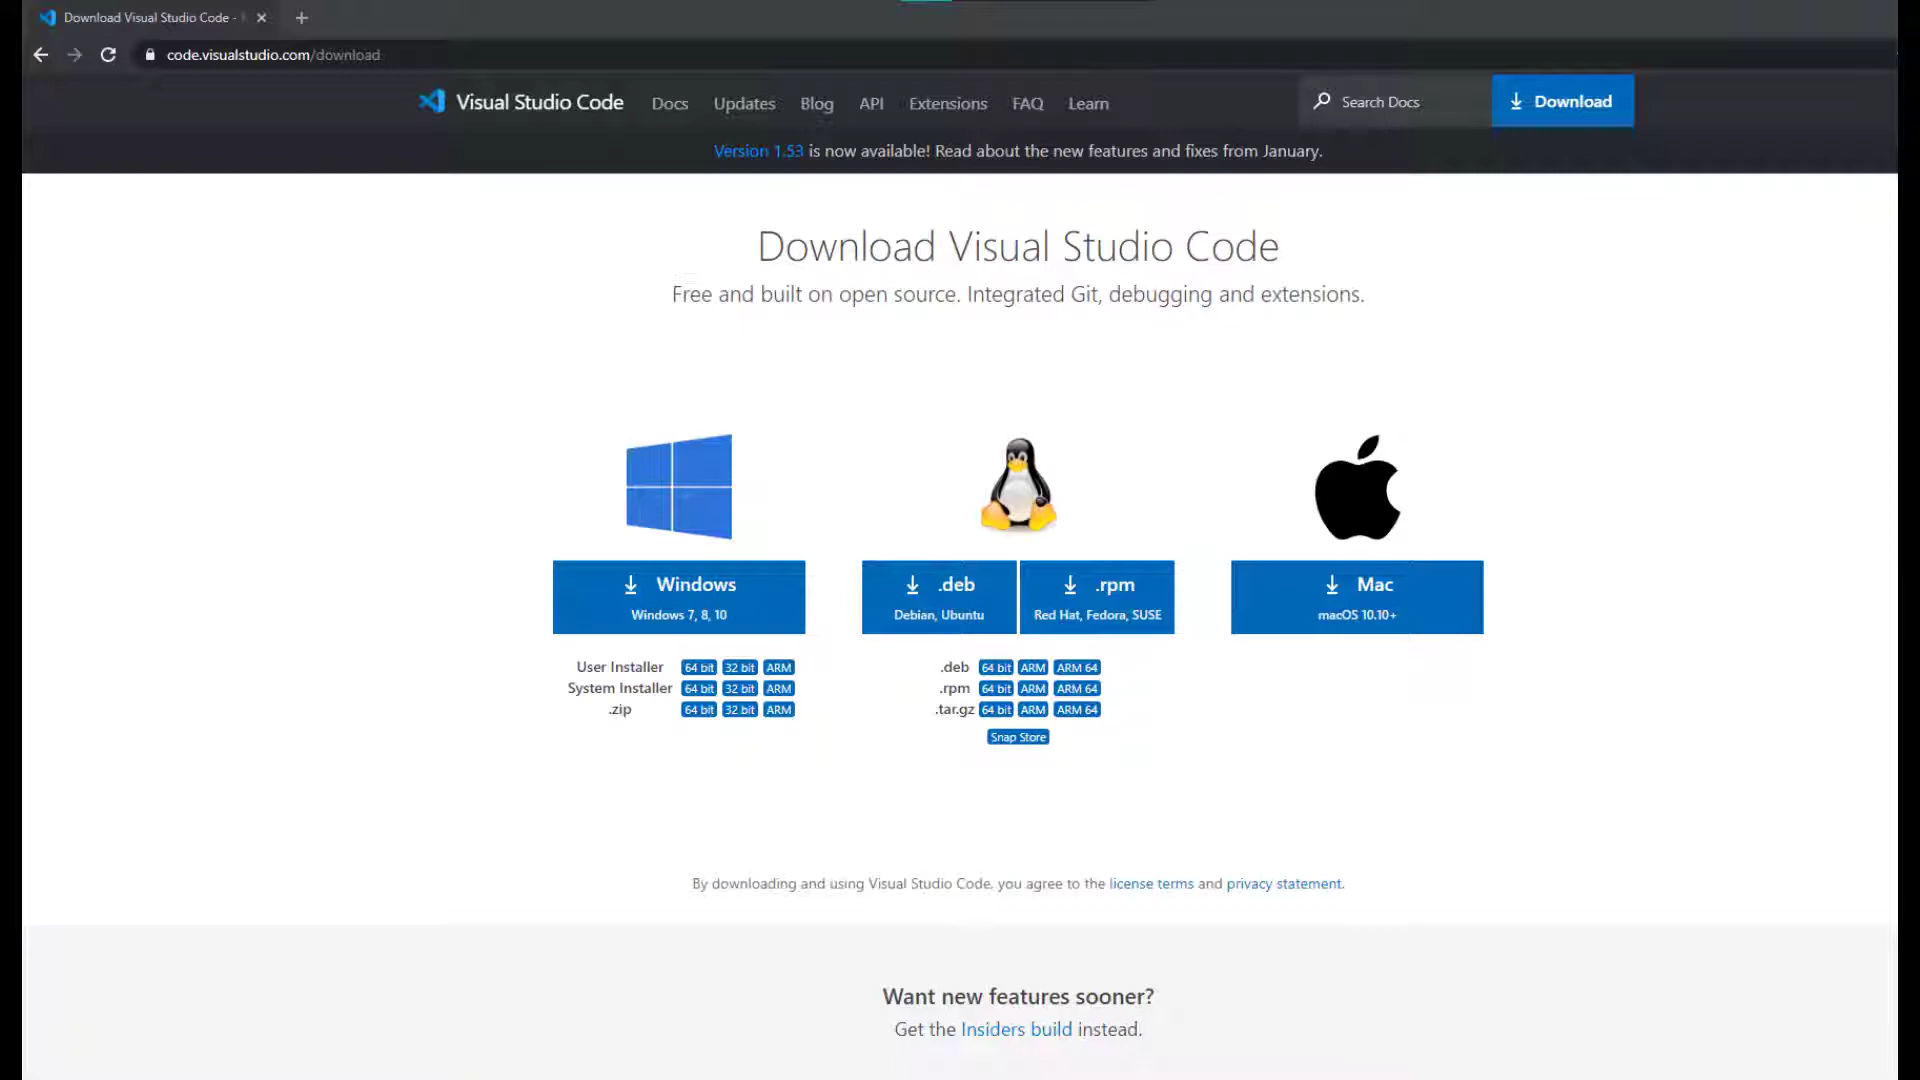 Download Visual Studio Code -
code.visualstudio.com/download
Visual Studio Code Docs Updates Blog API Extensions FAQ Learn Search Docs Download
Version 1.53 is now available! Read about the new features and fixes from January.
Download Visual Studio Code
Free and built on open source. Integrated Git, debugging and extensions.
Windows
Windows 7, 8, 10
.deb
Debian, Ubuntu
.rpm
Red Hat, Fedora, SUSE
Mac
macOS 10.10+
User Installer 64 bit 32 bit ARM
System Installer 64 bit 32 bit ARM
.zip 64 bit 32 bit ARM
.deb 64 bit ARM ARM 64
.rpm 64 bit ARM ARM 64
.tar.gz 64 bit ARM ARM 64
Snap Store
By downloading and using Visual Studio Code, you agree to the license terms and privacy statement.
Want new features sooner?
Get the Insiders build instead.